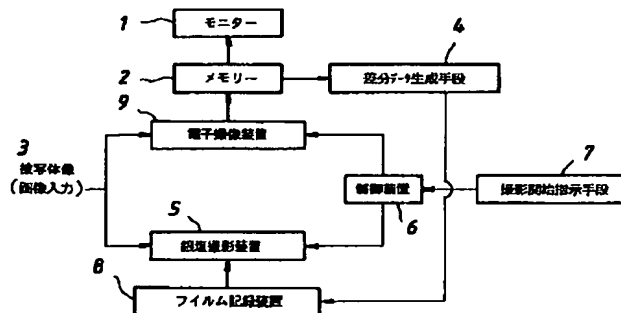 1
モニター
2
メモリー
4
差分データ生成手段
9
電子撮像装置
3
被写体像
(画像入力)
7
制御装置
撮影開始指示手段
6
5
銀塩撮影装置
8
フイルム記録装置